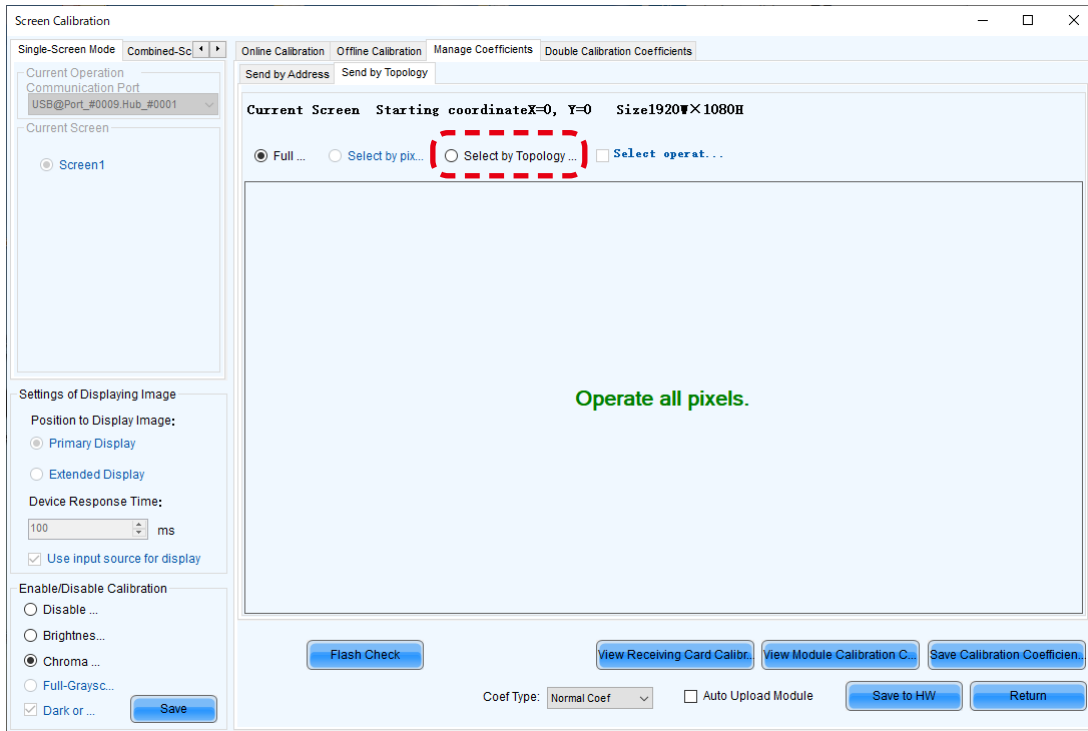 Screen Calibration
Single-Screen Mode Combined-Sc
Current Operation
Communication Port
USB@Port_#0009.Hub_#0001
Current Screen
Screen1
Settings of Displaying Image
Position to Display Image:
Primary Display
Extended Display
Device Response Time:
100 ms
Use input source for display
Enable/Disable Calibration
Disable ...
Brightnes...
Chroma ...
Full-Graysc...
Dark or ... Save
Online Calibration Offline Calibration Manage Coefficients Double Calibration Coefficients
Send by Address Send by Topology
Current Screen Starting coordinateX=0, Y=0 Size1920W×1080H
Full ... Select by pix... Select by Topology ... Select operat...
Operate all pixels.
Flash Check View Receiving Card Calibr... View Module Calibration C... Save Calibration Coefficien...
Coef Type: Normal Coef Auto Upload Module Save to HW Return